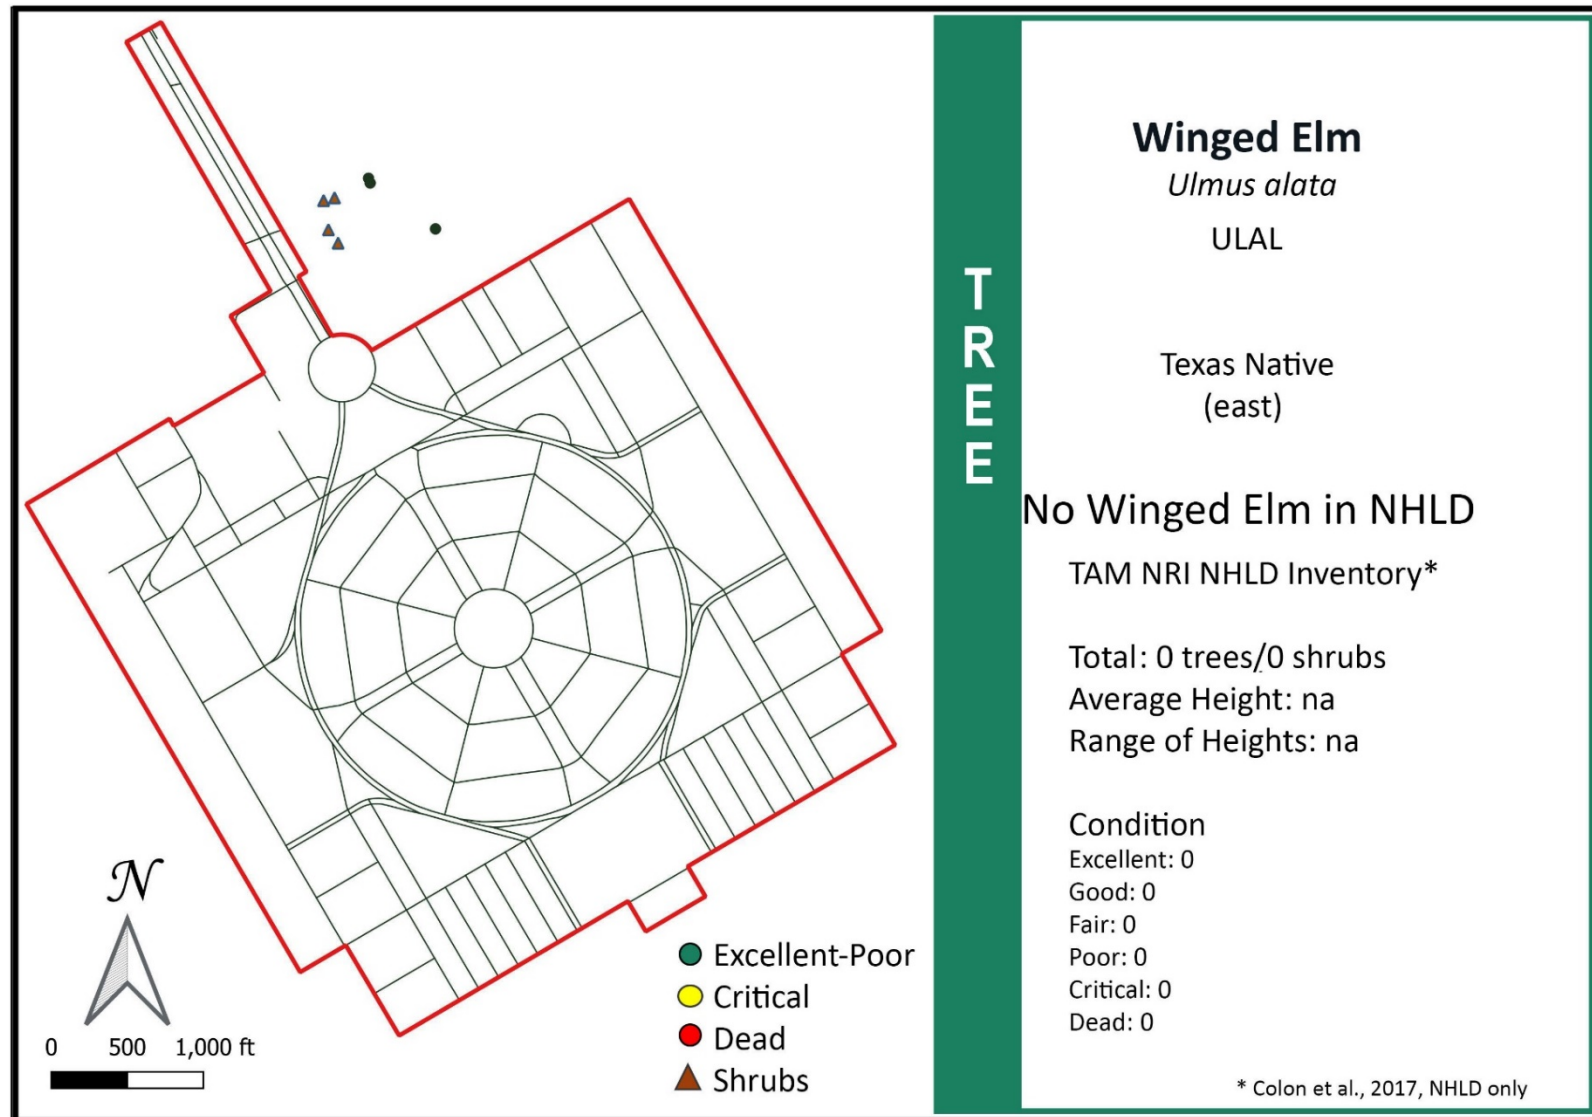 N
0 500 1,000 ft
Excellent-Poor
Critical
Dead
Shrubs
TREE
Winged Elm
Ulmus alata
ULAL
Texas Native
(east)
No Winged Elm in NHLD
TAM NRI NHLD Inventory*
Total: 0 trees/0 shrubs
Average Height: na
Range of Heights: na
Condition
Excellent: 0
Good: 0
Fair: 0
Poor: 0
Critical: 0
Dead: 0
* Colon et al., 2017, NHLD only